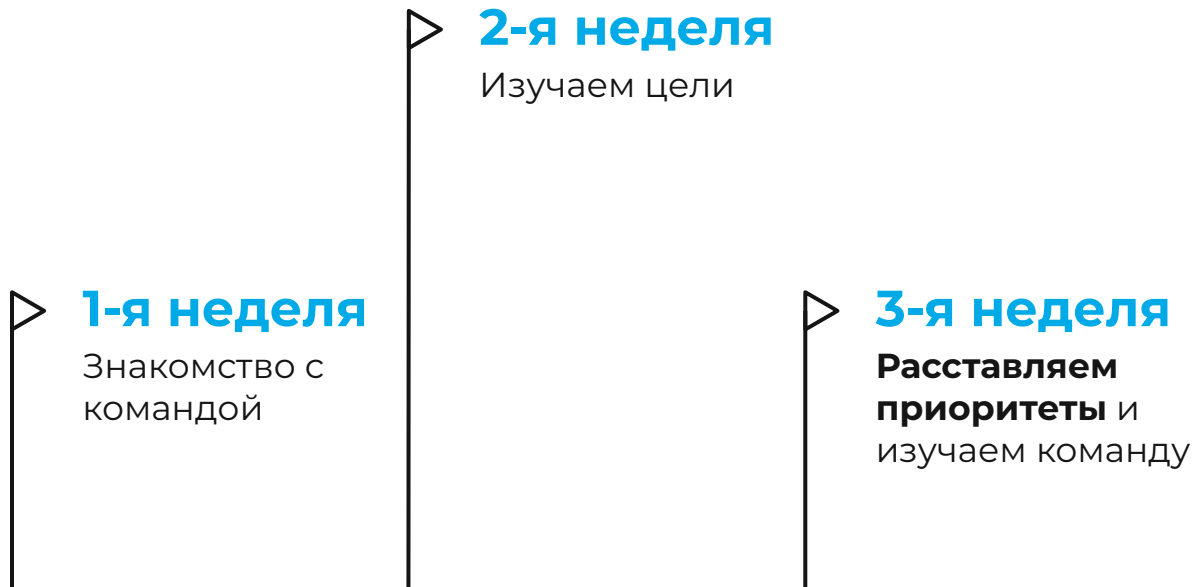 1-я неделя
Знакомство с
командой
2-я неделя
Изучаем цели
3-я неделя
Расставляем
приоритеты и
изучаем команду